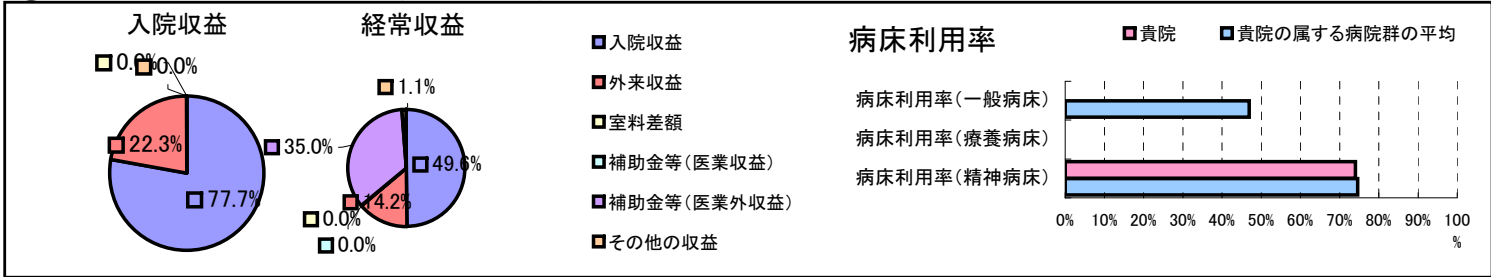 入院収益
0.0%
0.0%
22.3%
77.7%
経常収益
1.1%
35.0%
49.6%
14.2%
0.0%
0.0%
入院収益
外来収益
室料差額
補助金等(医業収益)
補助金等(医業外収益)
その他の収益
病床利用率
貴院
貴院の属する病院群の平均
病床利用率(一般病床)
病床利用率(療養病床)
病床利用率(精神病床)
0% 10% 20% 30% 40% 50% 60% 70% 80% 90% 100
%